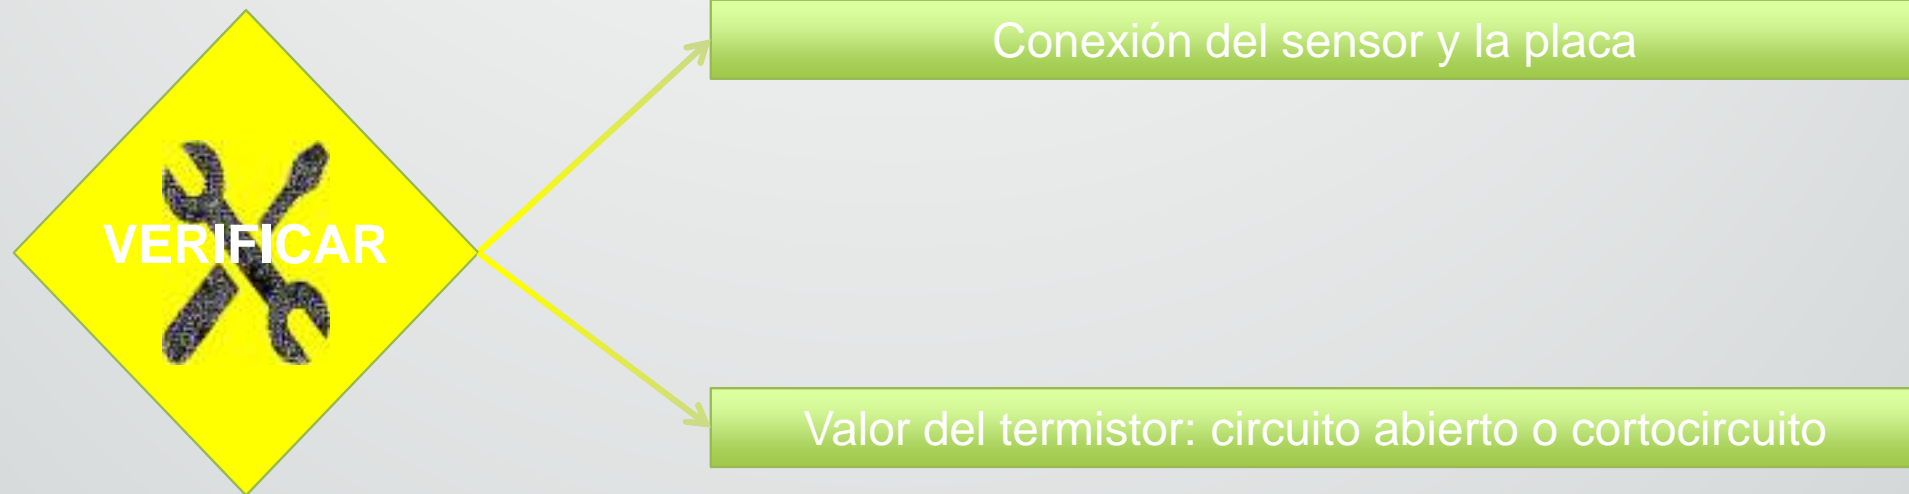 Conexión del sensor y la placa
VERIFICAR
Valor del termistor: circuito abierto o cortocircuito